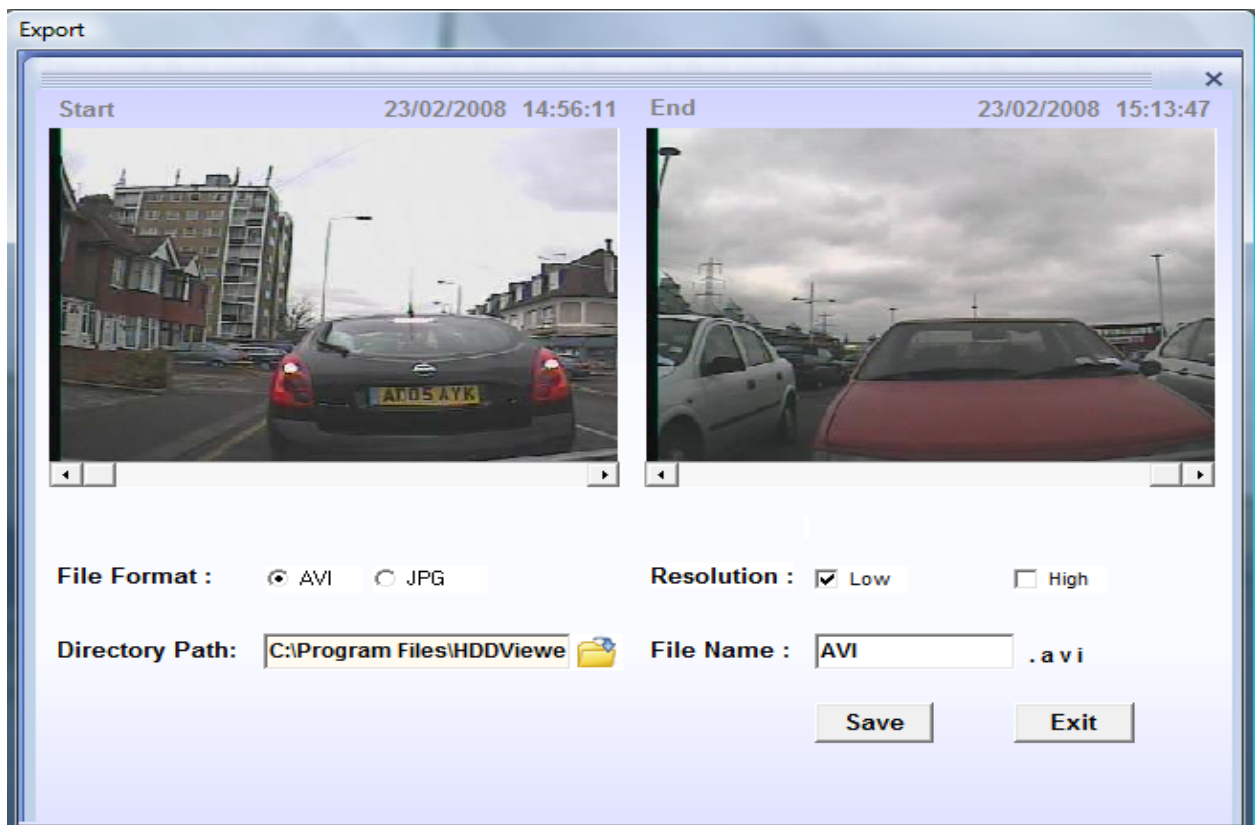 Export
Start 23/02/2008 14:56:11 End 23/02/2008 15:13:47
AD05 AYK
File Format : AVI JPG Resolution : Low High
Directory Path: C:\Program Files\HDDViewe File Name : AVI .avi
Save Exit